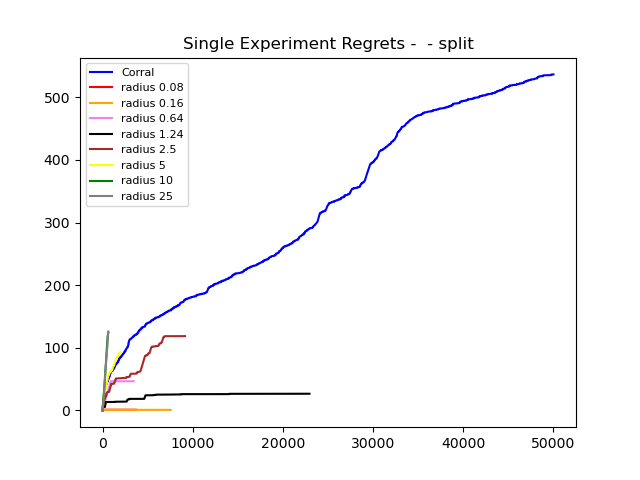 Single Experiment Regrets -  - split
Corral
radius 0.08
radius 0.16
radius 0.64
radius 1.24
radius 2.5
radius 5
radius 10
radius 25
500
400
300
200
100
0
0 10000 20000 30000 40000 50000